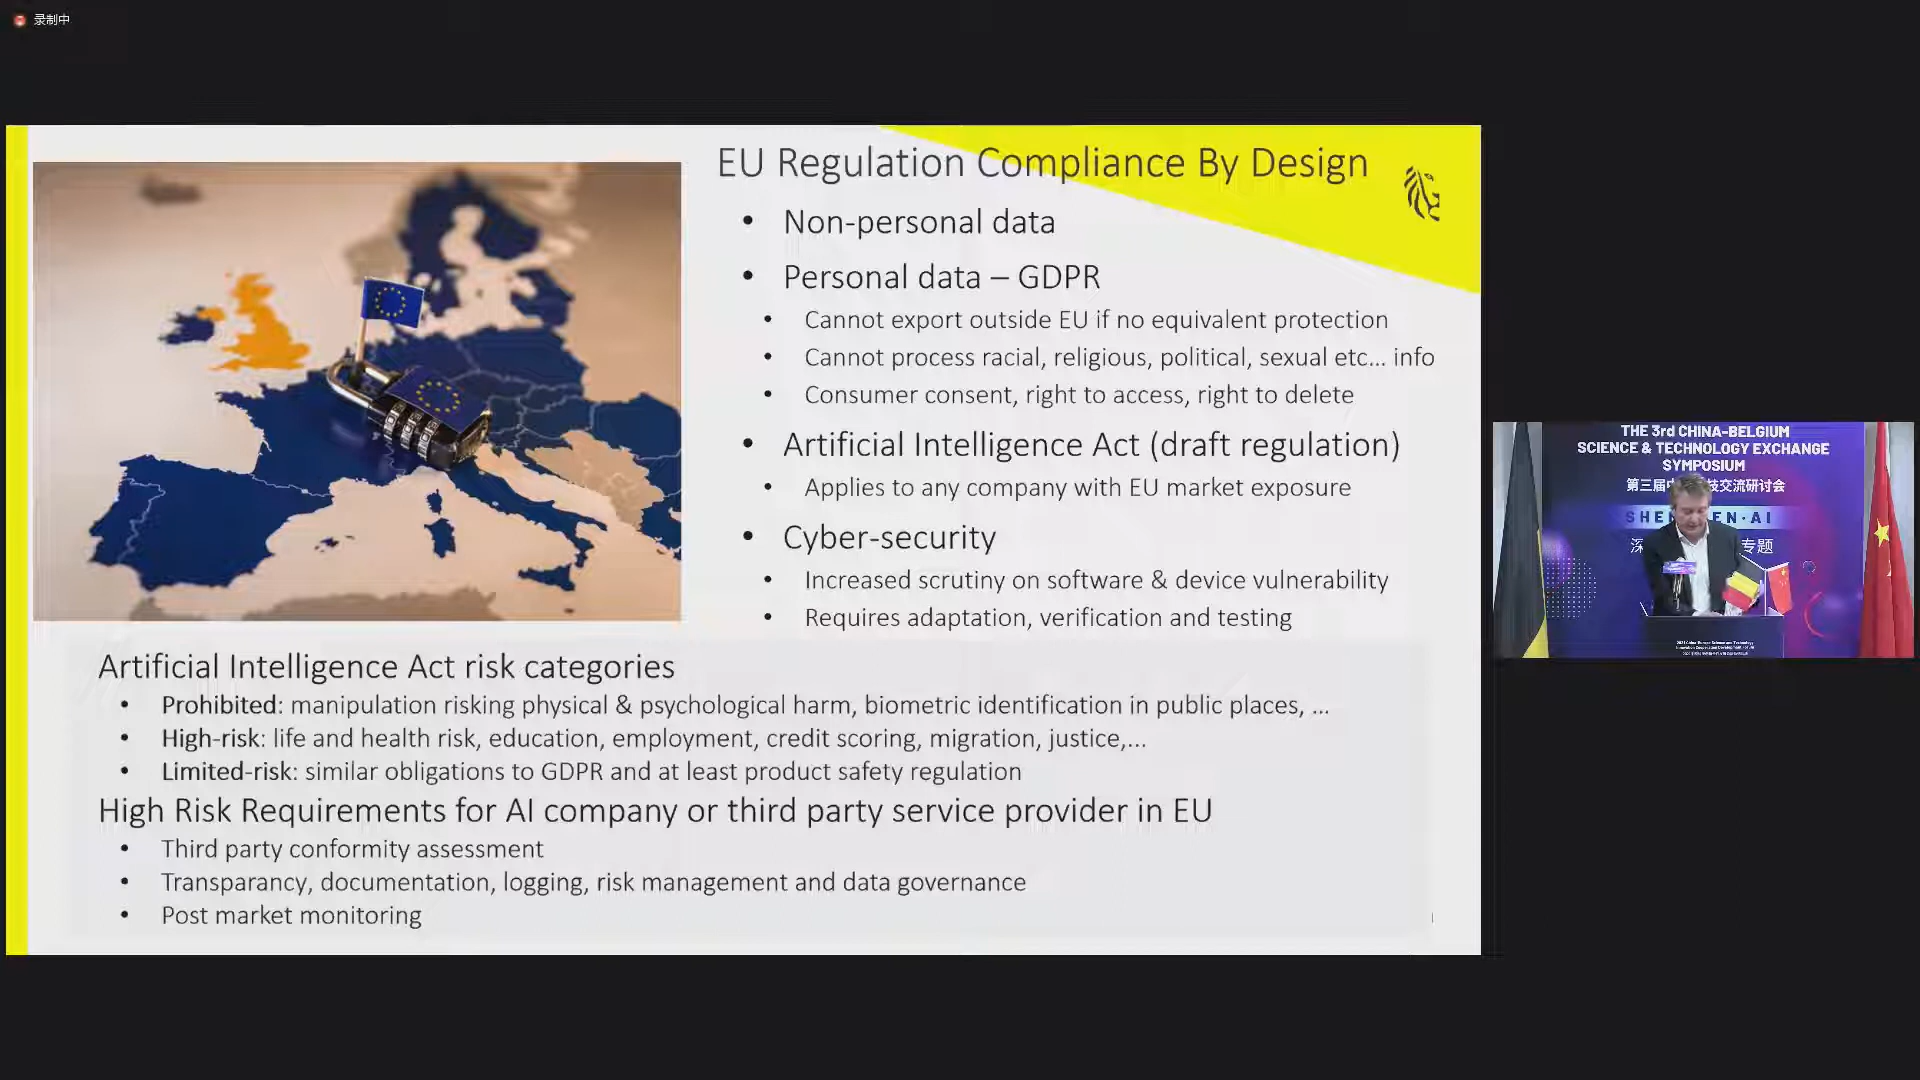 录制中
EU Regulation Compliance By Design
• Non-personal data
• Personal data – GDPR
• Cannot export outside EU if no equivalent protection
• Cannot process racial, religious, political, sexual etc... info
• Consumer consent, right to access, right to delete
• Artificial Intelligence Act (draft regulation)
• Applies to any company with EU market exposure
• Cyber-security
• Increased scrutiny on software & device vulnerability
• Requires adaptation, verification and testing
Artificial Intelligence Act risk categories
• Prohibited: manipulation risking physical & psychological harm, biometric identification in public places, ...
• High-risk: life and health risk, education, employment, credit scoring, migration, justice,...
• Limited-risk: similar obligations to GDPR and at least product safety regulation
High Risk Requirements for AI company or third party service provider in EU
• Third party conformity assessment
• Transparancy, documentation, logging, risk management and data governance
• Post market monitoring
THE 3rd CHINA-BELGIUM
SCIENCE & TECHNOLOGY EXCHANGE
SYMPOSIUM
第三届 技交流研讨会
SHE EN·AI
深 专题